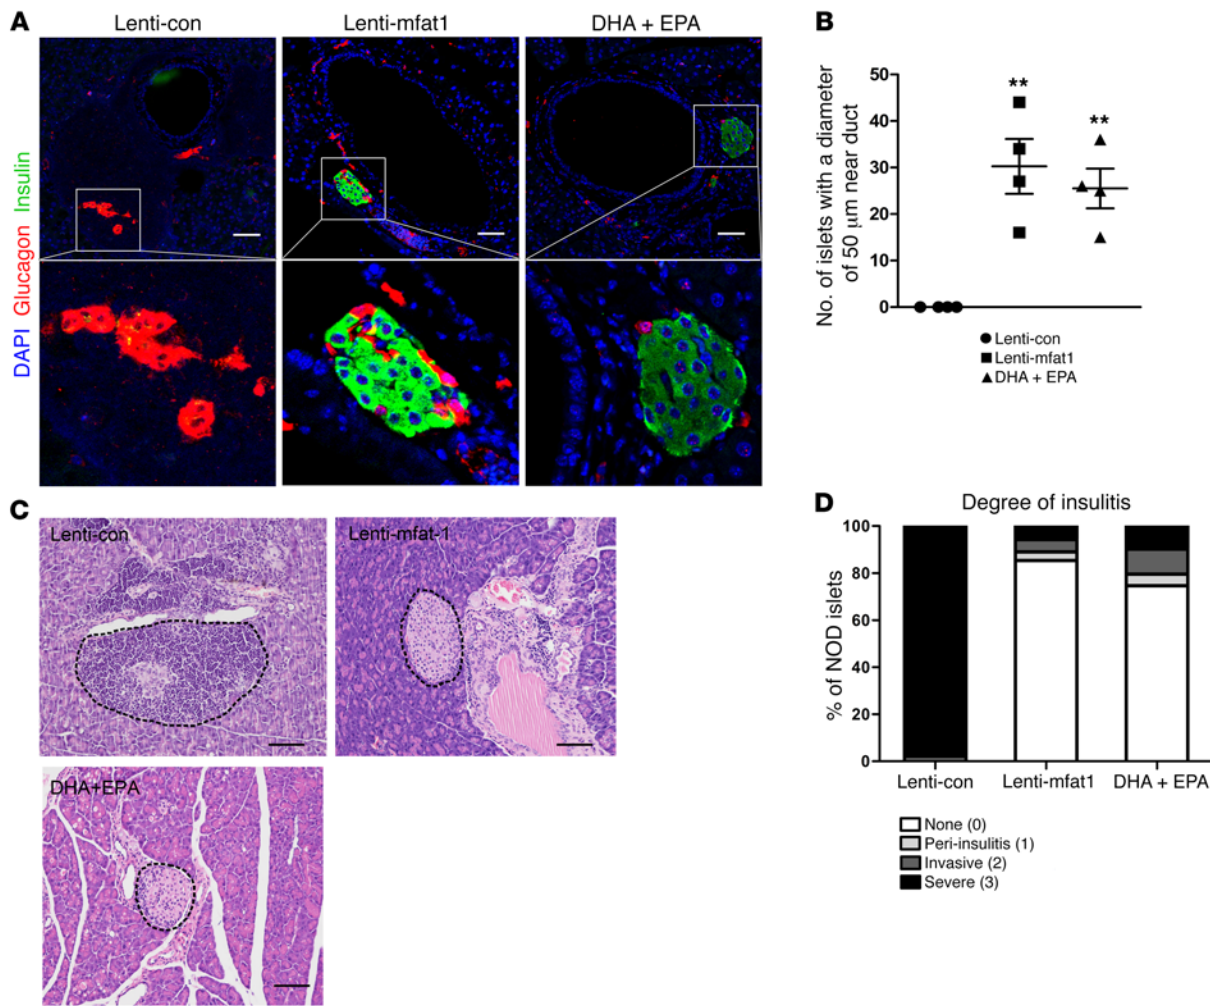 A
Lenti-con
Lenti-mfat1
DHA + EPA
DAPI Glucagon Insulin
B
No. of islets with a diameter
of 50 μm near duct
50
40
30
20
10
0
**
**
Lenti-con
Lenti-mfat1
DHA + EPA
C
Lenti-con
Lenti-mfat-1
DHA+EPA
D
Degree of insulitis
% of NOD islets
100
80
60
40
20
0
Lenti-con
Lenti-mfat1
DHA + EPA
None (0)
Peri-insulitis (1)
Invasive (2)
Severe (3)